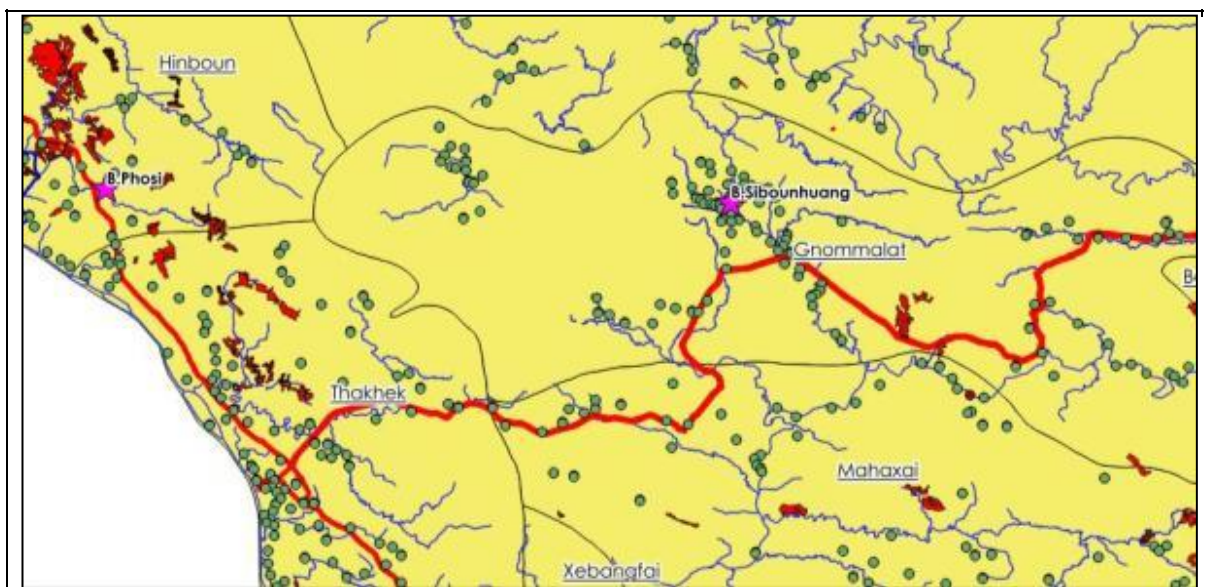 Hinboun
B.Phosi
B.Sibounhuang
Gnommalat
Thakhek
Mahaxai
Xebangfai